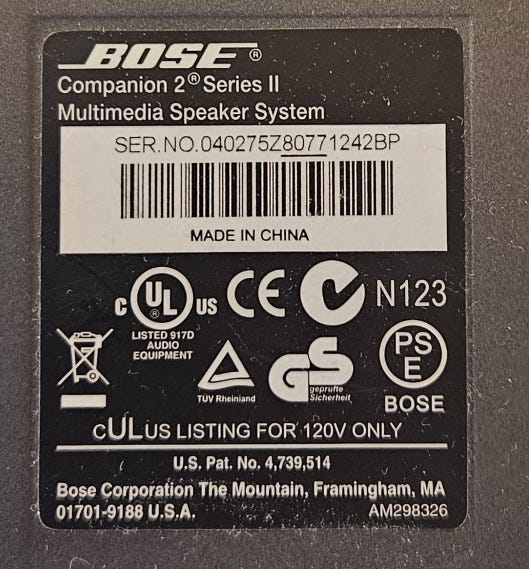 BOSE®
Companion 2® Series II
Multimedia Speaker System
SER.NO.040275Z80771242BP
MADE IN CHINA
c UL ® US CE N123
LISTED 917D
AUDIO
EQUIPMENT
TÜV Rheinland
GS
geprüfte
Sicherheit
PS
E
BOSE
cULus LISTING FOR 120V ONLY
U.S. Pat. No. 4,739,514
Bose Corporation The Mountain, Framingham, MA
01701-9188 U.S.A. AM298326